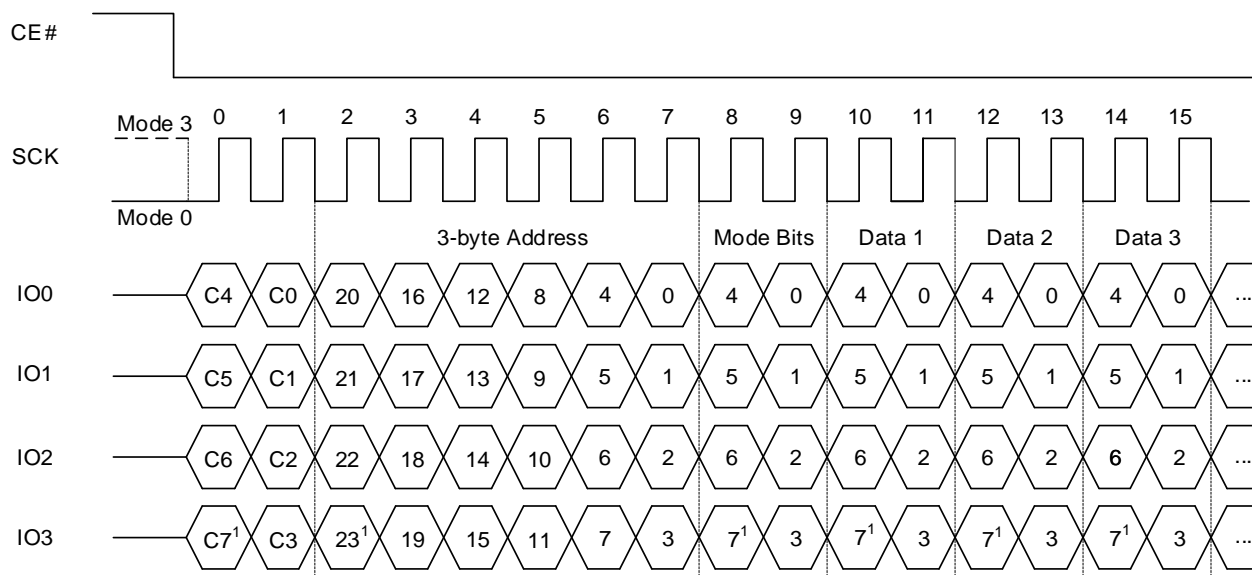 CE#
0 1 2 3 4 5 6 7 8 9 10 11 12 13 14 15
Mode 3
SCK
Mode 0
3-byte Address Mode Bits Data 1 Data 2 Data 3
IO0 C4 C0 20 16 12 8 4 0 4 0 4 0 4 0 4 0 ...
IO1 C5 C1 21 17 13 9 5 1 5 1 5 1 5 1 5 1 ...
IO2 C6 C2 22 18 14 10 6 2 6 2 6 2 6 2 6 2 ...
IO3 C7¹ C3 23¹ 19 15 11 7 3 7¹ 3 7¹ 3 7¹ 3 7¹ 3 ...